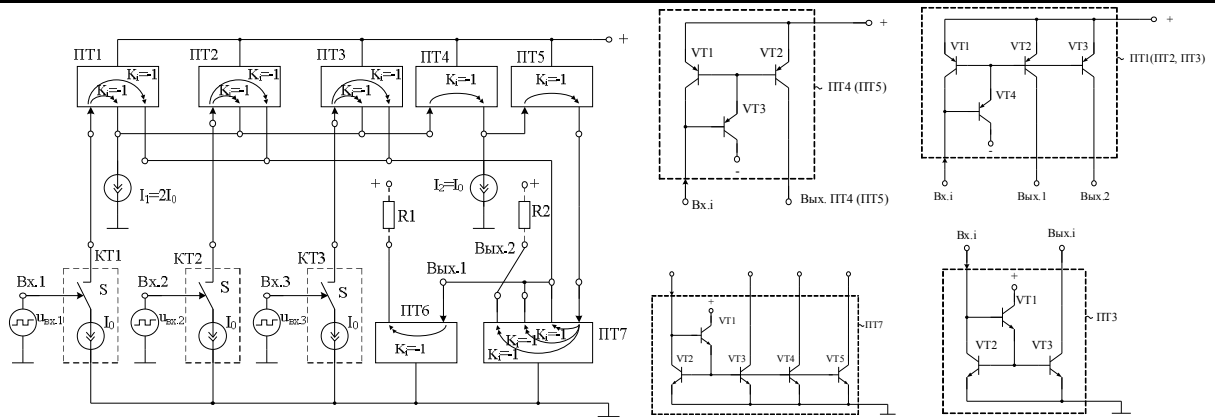 ПТ1
ПТ2
ПТ3
ПТ4
ПТ5
+
Ki=-1
Ki=-1
Ki=-1
Ki=-1
Ki=-1
Ki=-1
Ki=-1
Ki=-1
I1=2I0
I2=I0
+
R1
+
R2
Вых.2
Вых.1
КТ1
КТ2
КТ3
Вх.1
Вх.2
Вх.3
S
S
S
uвх.1
I0
uвх.2
I0
uвх.3
I0
ПТ6
Ki=-1
Ki=-1
Ki=-1
Ki=-1
ПТ7
+
VT1
VT2
VT3
ПТ4 (ПТ5)
-
Вх.i
Вых. ПТ4 (ПТ5)
+
VT1
VT2
VT3
ПТ1(ПТ2, ПТ3)
VT4
-
Вх.i
Вых.1
Вых.2
+
VT1
ПТ7
VT2
VT3
VT4
VT5
Вх.i
Вых.i
+
VT1
ПТ3
VT2
VT3